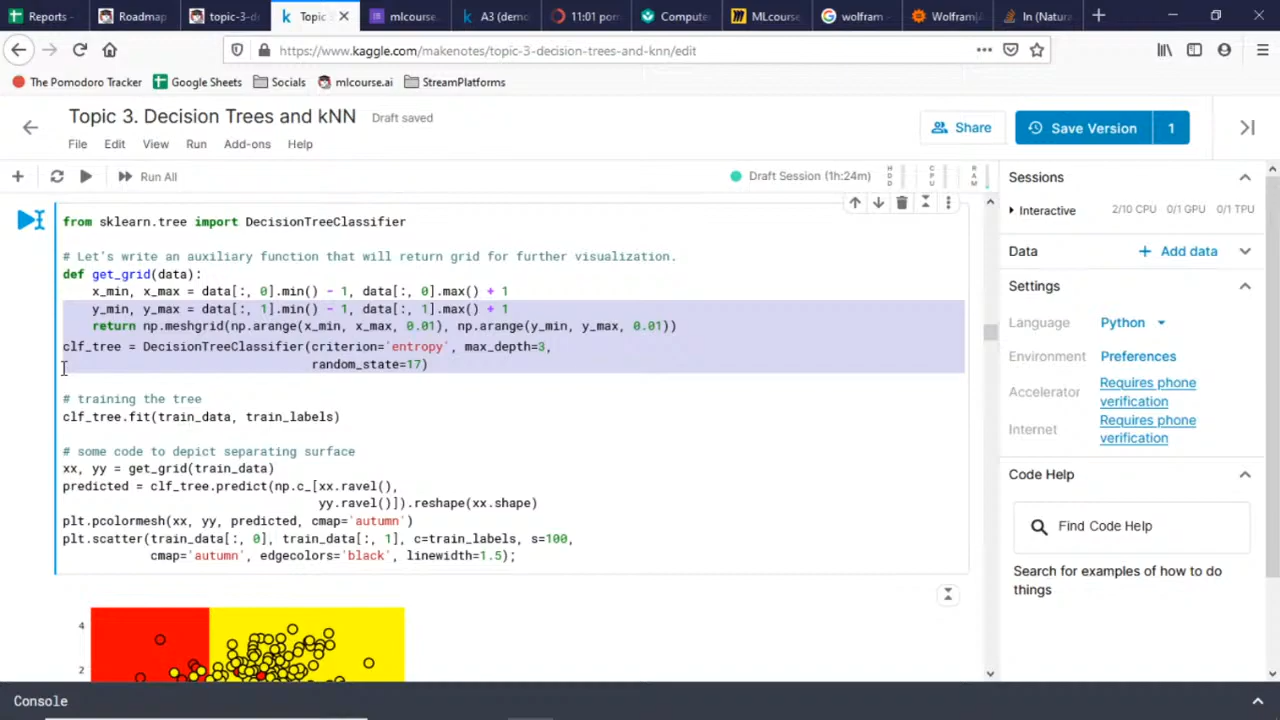 Reports -
Roadmap
topic-3-d
Topic
mlcourse.
A3 (demo
11:01 pom
Compute
MLcourse
wolfram -
Wolfram|A
In (Natur
https://www.kaggle.com/makenotes/topic-3-decision-trees-and-knn/edit
The Pomodoro Tracker
Google Sheets
Socials
mlcourse.ai
StreamPlatforms
Topic 3. Decision Trees and kNN
Draft saved
Share
Save Version
1
File
Edit
View
Run
Add-ons
Help
Run All
Draft Session (1h:24m)
HDD
CPU
RAM
from sklearn.tree import DecisionTreeClassifier
# Let's write an auxiliary function that will return grid for further visualization.
def get_grid(data):
x_min, x_max = data[:, 0].min() - 1, data[:, 0].max() + 1
y_min, y_max = data[:, 1].min() - 1, data[:, 1].max() + 1
return np.meshgrid(np.arange(x_min, x_max, 0.01), np.arange(y_min, y_max, 0.01))
clf_tree = DecisionTreeClassifier(criterion='entropy', max_depth=3,
random_state=17)
# training the tree
clf_tree.fit(train_data, train_labels)
# some code to depict separating surface
xx, yy = get_grid(train_data)
predicted = clf_tree.predict(np.c_[xx.ravel(),
yy.ravel()]).reshape(xx.shape)
plt.pcolormesh(xx, yy, predicted, cmap='autumn')
plt.scatter(train_data[:, 0], train_data[:, 1], c=train_labels, s=100,
cmap='autumn', edgecolors='black', linewidth=1.5);
4
2
Sessions
Interactive
2/10 CPU 0/1 GPU 0/1 TPU
Data
+ Add data
Settings
Language
Python
Environment
Preferences
Accelerator
Requires phone
verification
Internet
Requires phone
verification
Code Help
Find Code Help
Search for examples of how to do
things
Console